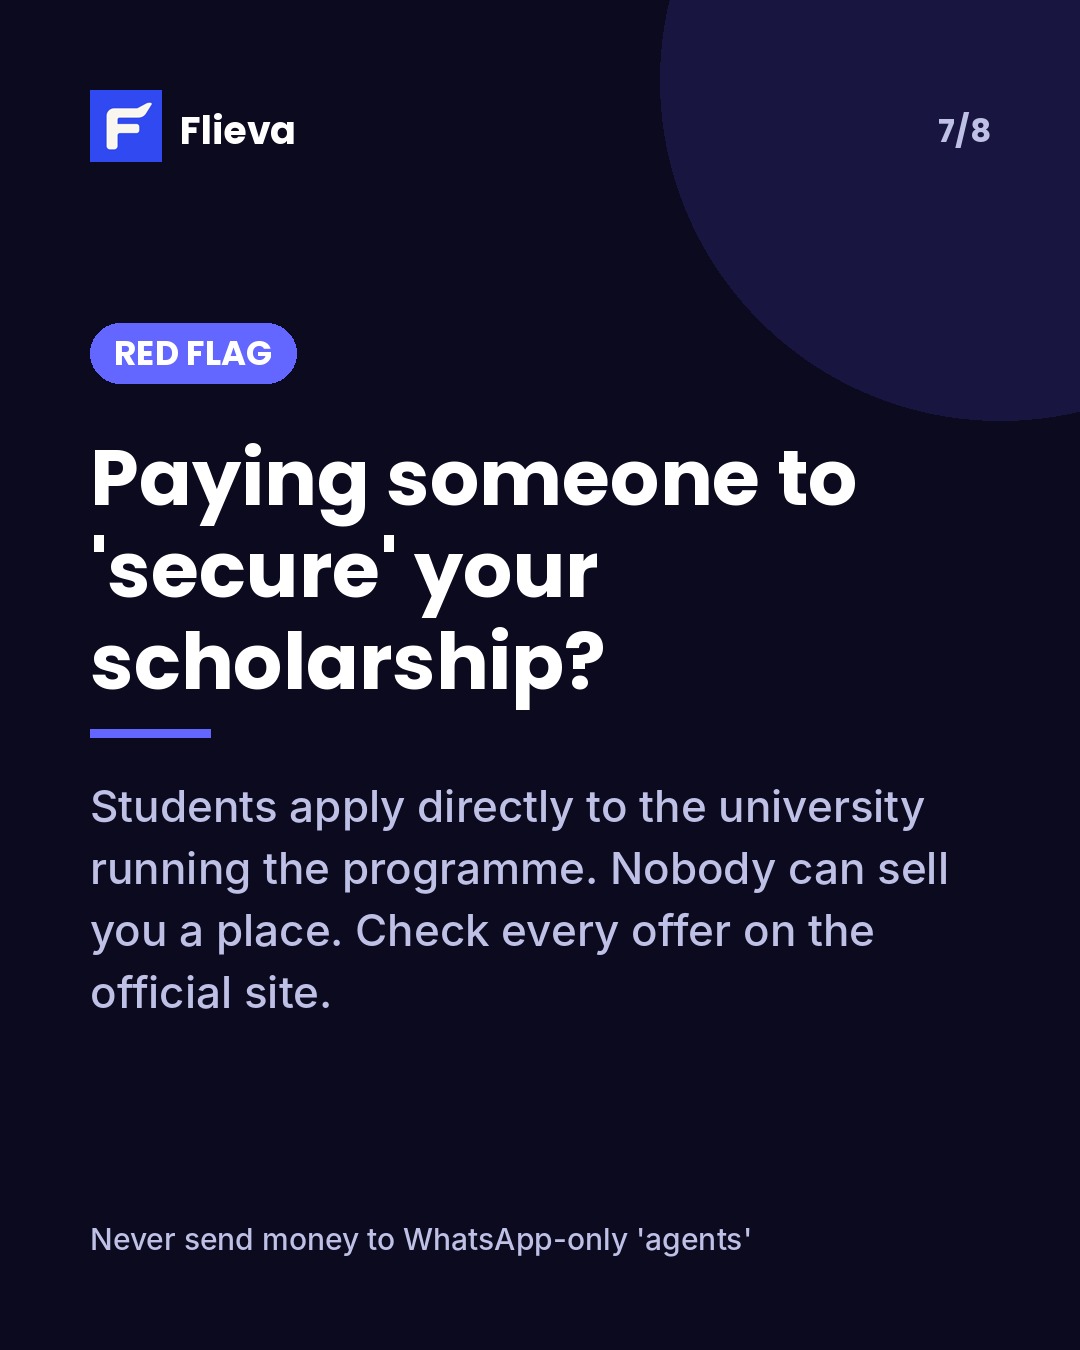 Flieva
7/8
RED FLAG
Paying someone to
'secure' your
scholarship?
Students apply directly to the university
running the programme. Nobody can sell
you a place. Check every offer on the
official site.
Never send money to WhatsApp-only 'agents'